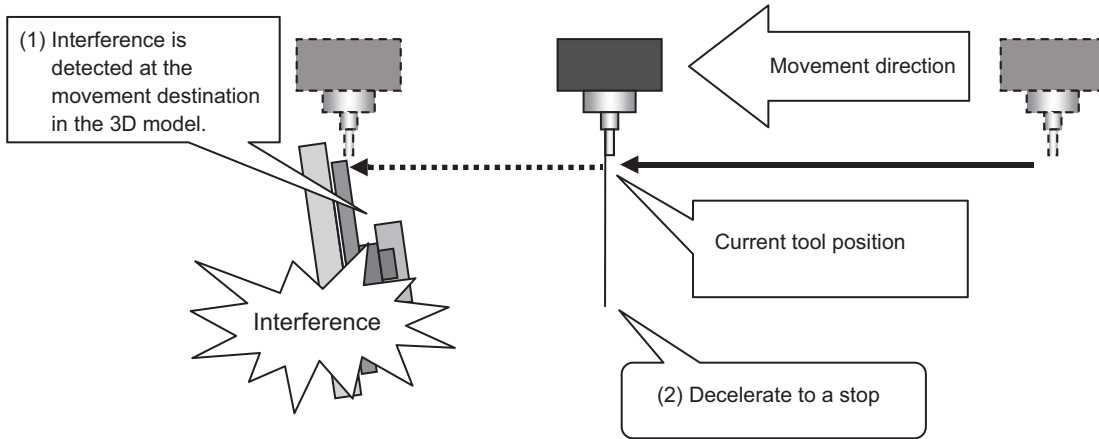 (1) Interference is
detected at the
movement destination
in the 3D model.
Movement direction
Current tool position
Interference
(2) Decelerate to a stop